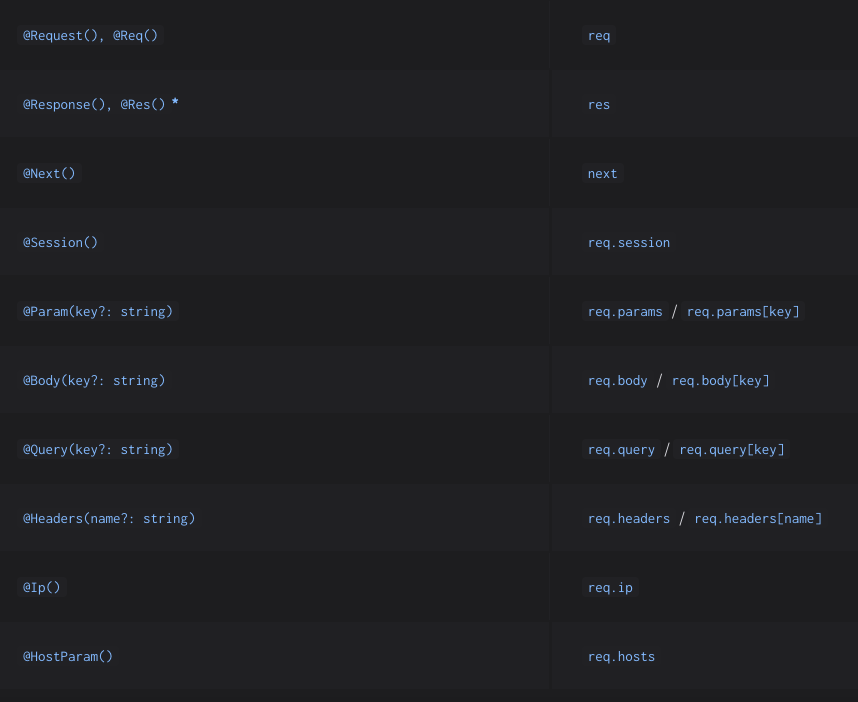 @Request(), @Req() req
@Response(), @Res() * res
@Next() next
@Session() req.session
@Param(key?: string) req.params / req.params[key]
@Body(key?: string) req.body / req.body[key]
@Query(key?: string) req.query / req.query[key]
@Headers(name?: string) req.headers / req.headers[name]
@Ip() req.ip
@HostParam() req.hosts